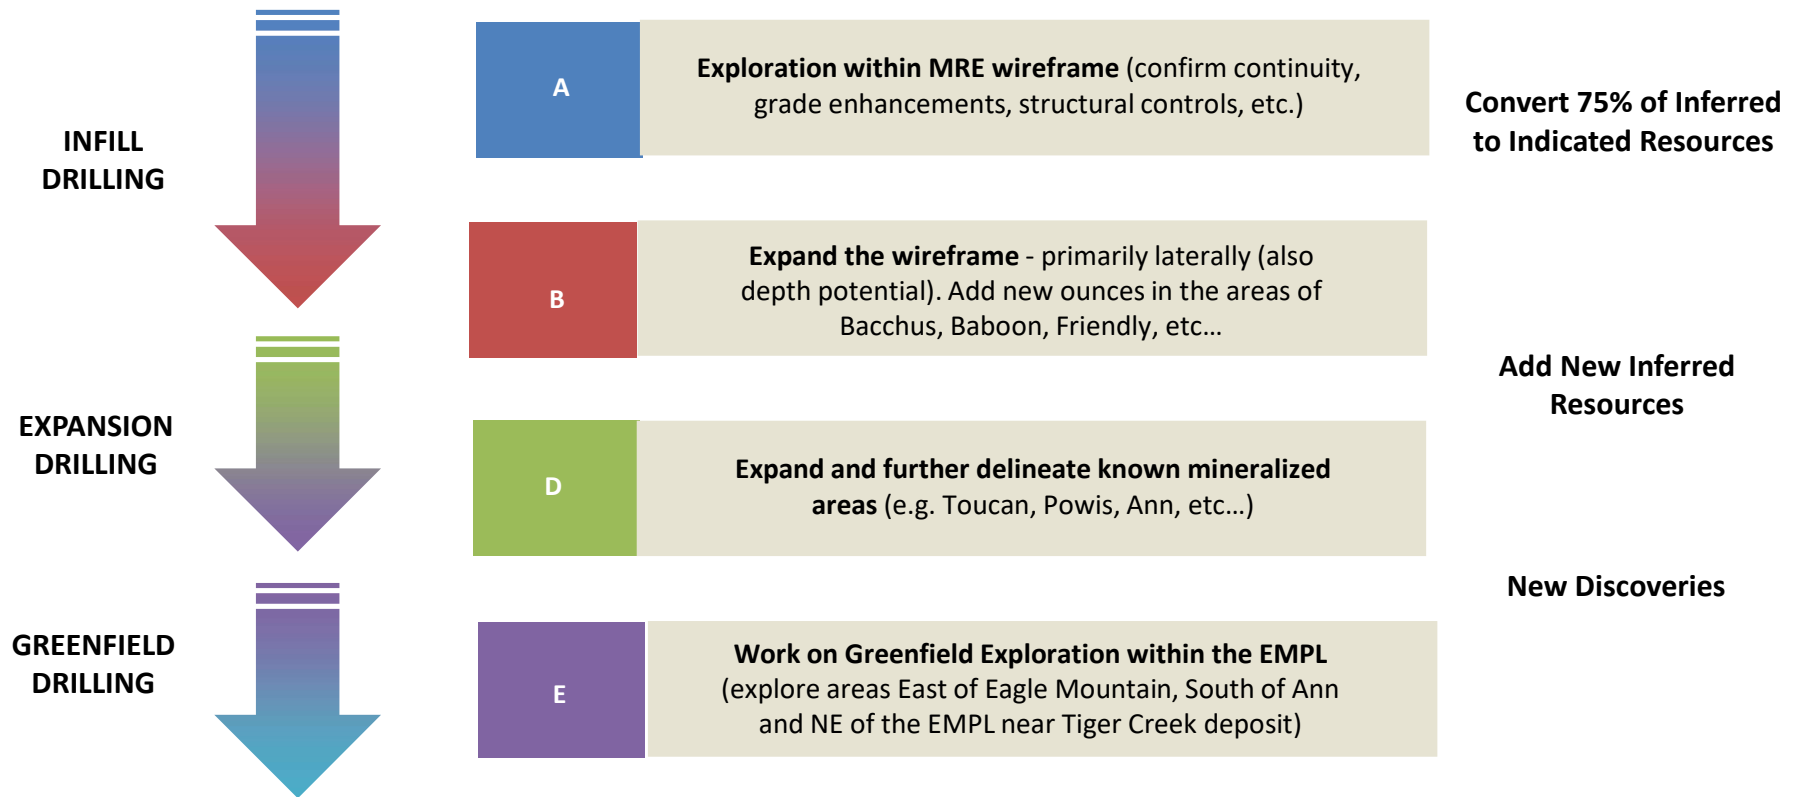 INFILL
DRILLING
A
Exploration within MRE wireframe (confirm continuity,
grade enhancements, structural controls, etc.)
Convert 75% of Inferred
to Indicated Resources
B
Expand the wireframe - primarily laterally (also
depth potential). Add new ounces in the areas of
Bacchus, Baboon, Friendly, etc…
Add New Inferred
Resources
EXPANSION
DRILLING
D
Expand and further delineate known mineralized
areas (e.g. Toucan, Powis, Ann, etc…)
New Discoveries
GREENFIELD
DRILLING
E
Work on Greenfield Exploration within the EMPL
(explore areas East of Eagle Mountain, South of Ann
and NE of the EMPL near Tiger Creek deposit)